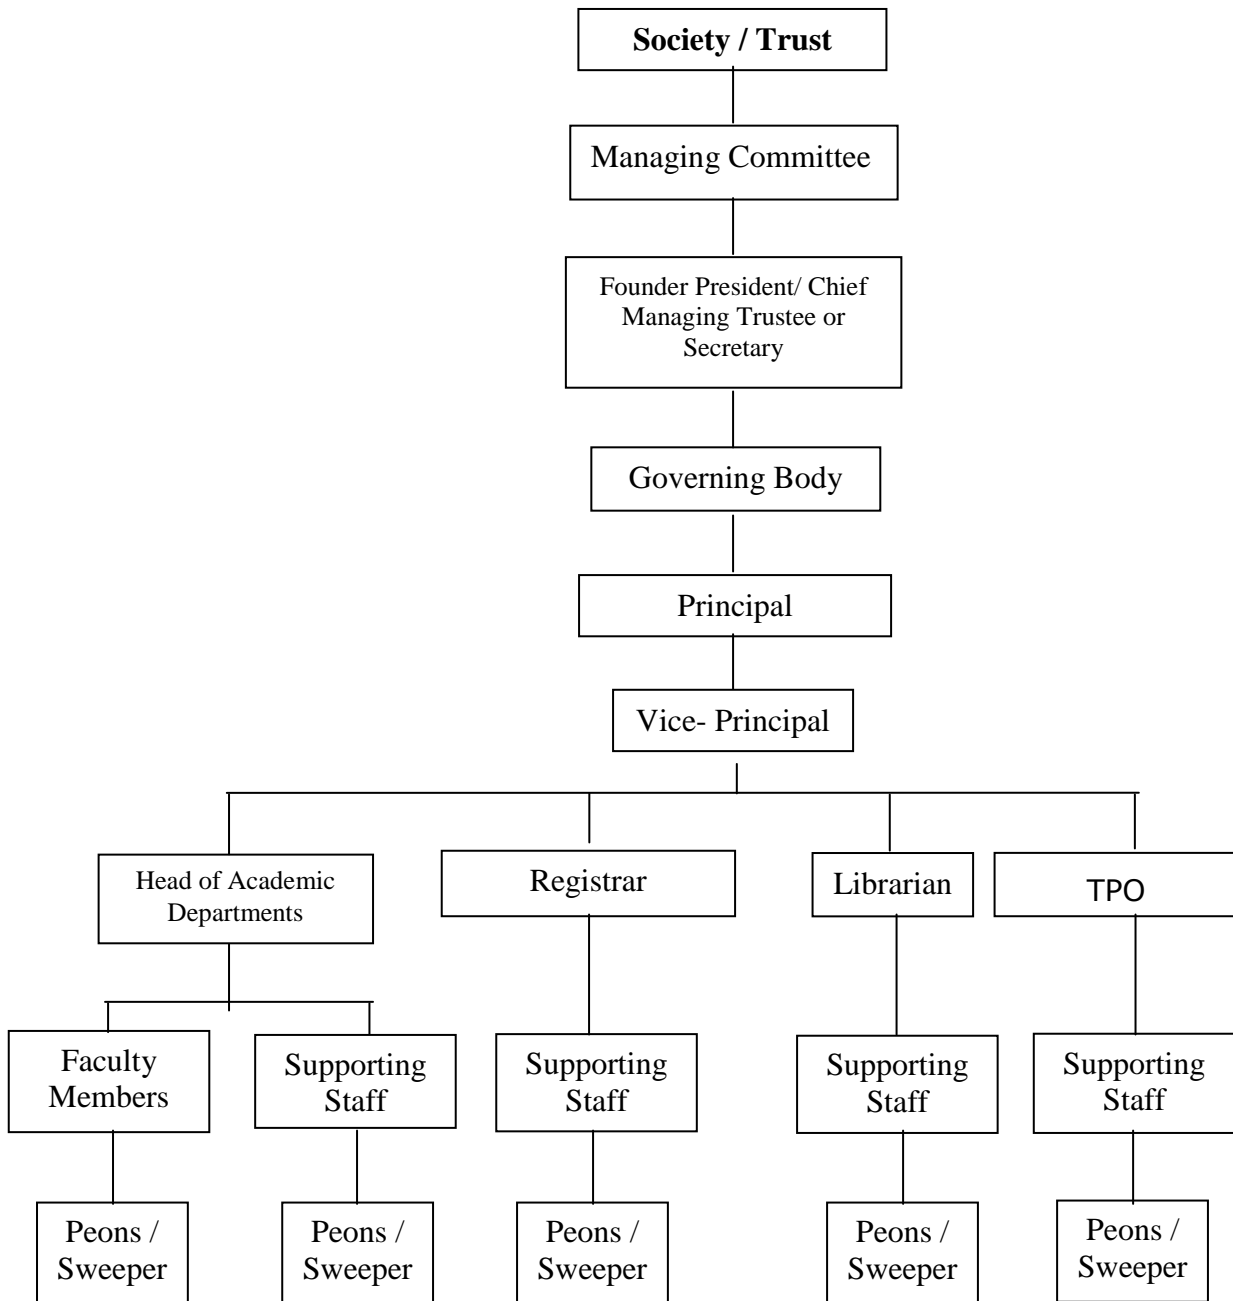 Society / Trust
Managing Committee
Founder President/ Chief
Managing Trustee or
Secretary
Governing Body
Principal
Vice- Principal
Head of Academic
Departments
Registrar
Librarian
TPO
Faculty
Members
Supporting
Staff
Supporting
Staff
Supporting
Staff
Supporting
Staff
Peons /
Sweeper
Peons /
Sweeper
Peons /
Sweeper
Peons /
Sweeper
Peons /
Sweeper